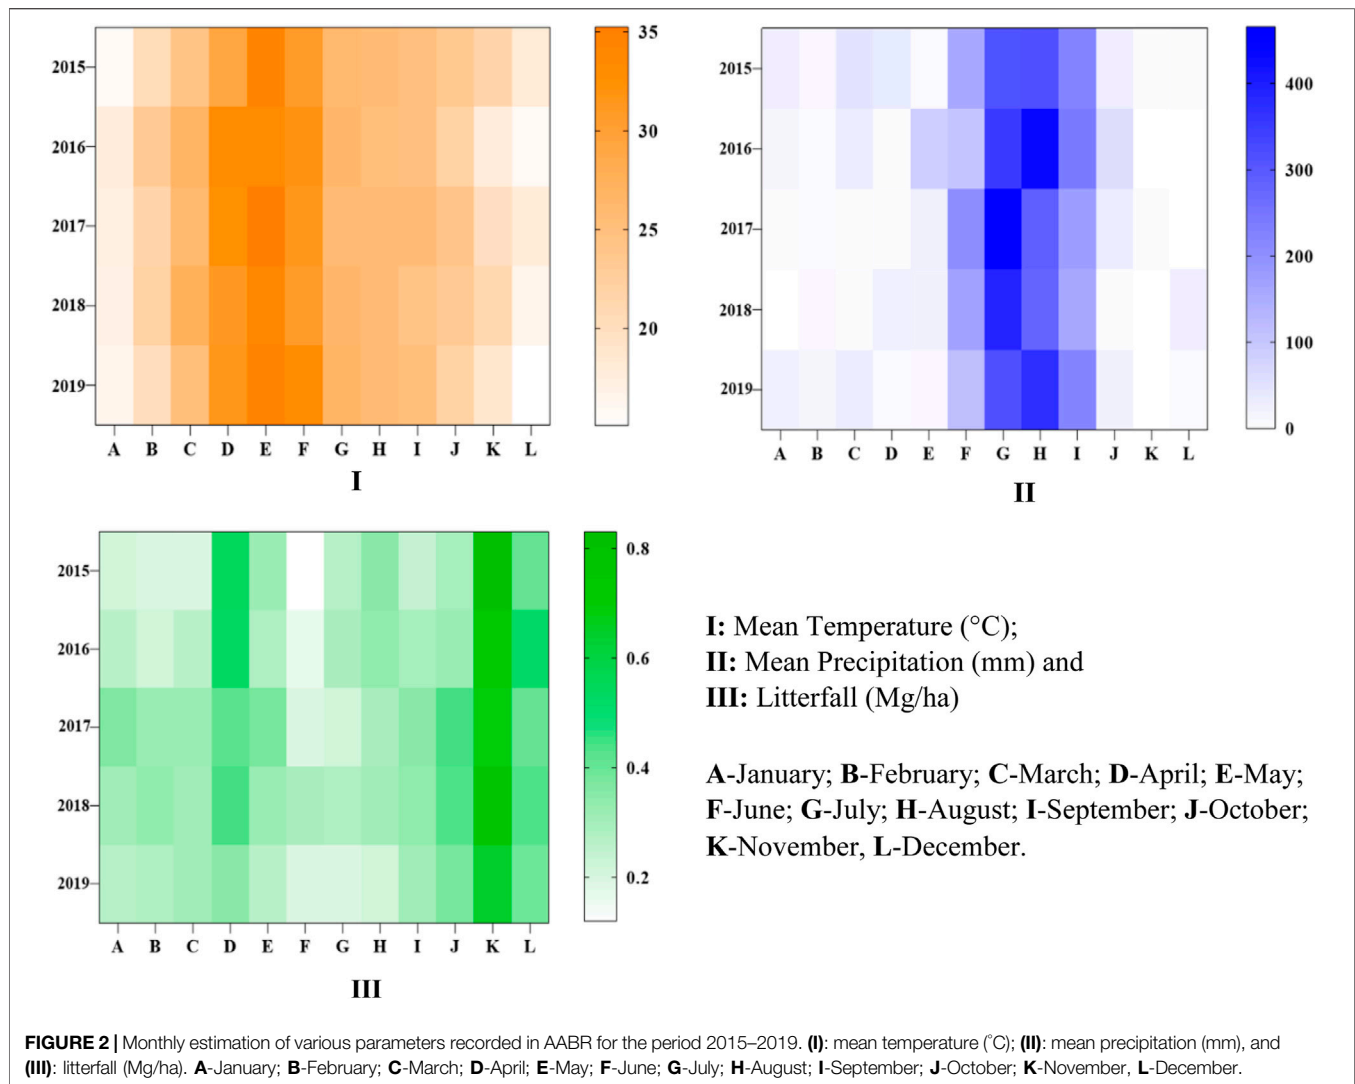 2015
2016
2017
2018
2019
A B C D E F G H I J K L
I
35
30
25
20
2015
2016
2017
2018
2019
A B C D E F G H I J K L
II
400
300
200
100
0
2015
2016
2017
2018
2019
A B C D E F G H I J K L
III
0.8
0.6
0.4
0.2
I: Mean Temperature (°C);
II: Mean Precipitation (mm) and
III: Litterfall (Mg/ha)
A-January; B-February; C-March; D-April; E-May;
F-June; G-July; H-August; I-September; J-October;
K-November, L-December.
FIGURE 2 | Monthly estimation of various parameters recorded in AABR for the period 2015–2019. (I): mean temperature (°C); (II): mean precipitation (mm), and
(III): litterfall (Mg/ha). A-January; B-February; C-March; D-April; E-May; F-June; G-July; H-August; I-September; J-October; K-November, L-December.